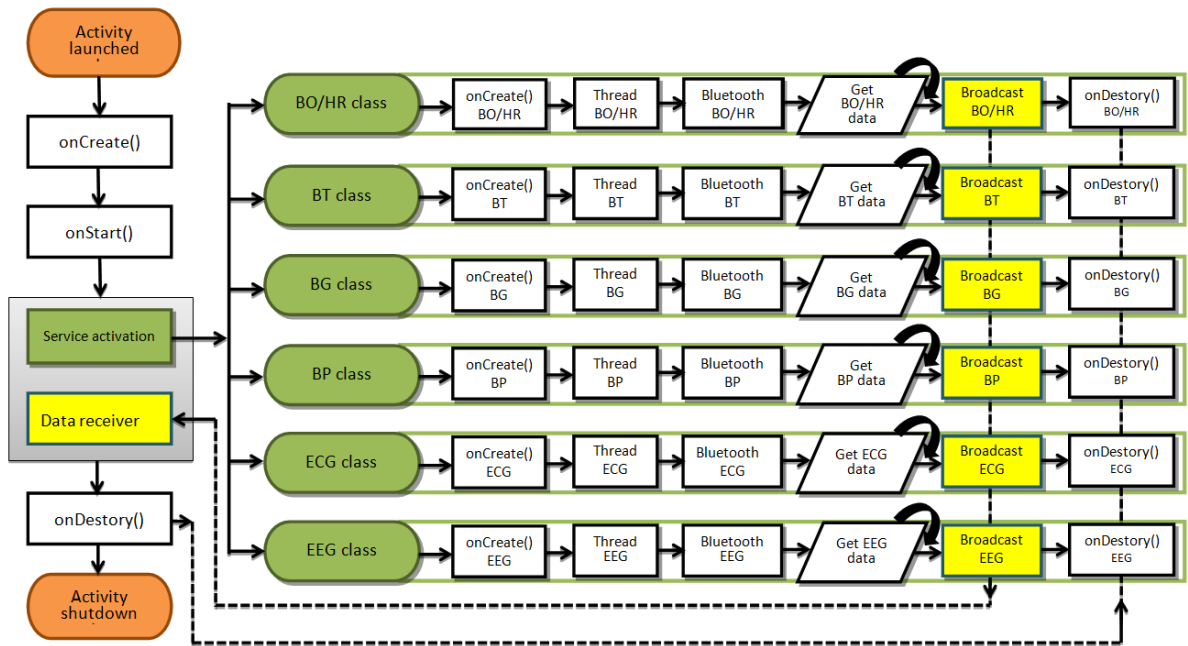 Activity
launched
onCreate()
onStart()
Service activation
Data receiver
onDestory()
Activity
shutdown
BO/HR class
onCreate()
BO/HR
Thread
BO/HR
Bluetooth
BO/HR
Get
BO/HR
data
Broadcast
BO/HR
onDestory()
BO/HR
BT class
onCreate()
BT
Thread
BT
Bluetooth
BT
Get
BT data
Broadcast
BT
onDestory()
BT
BG class
onCreate()
BG
Thread
BG
Bluetooth
BG
Get
BG data
Broadcast
BG
onDestory()
BG
BP class
onCreate()
BP
Thread
BP
Bluetooth
BP
Get
BP data
Broadcast
BP
onDestory()
BP
ECG class
onCreate()
ECG
Thread
ECG
Bluetooth
ECG
Get ECG
data
Broadcast
ECG
onDestory()
ECG
EEG class
onCreate()
EEG
Thread
EEG
Bluetooth
EEG
Get EEG
data
Broadcast
EEG
onDestory()
EEG